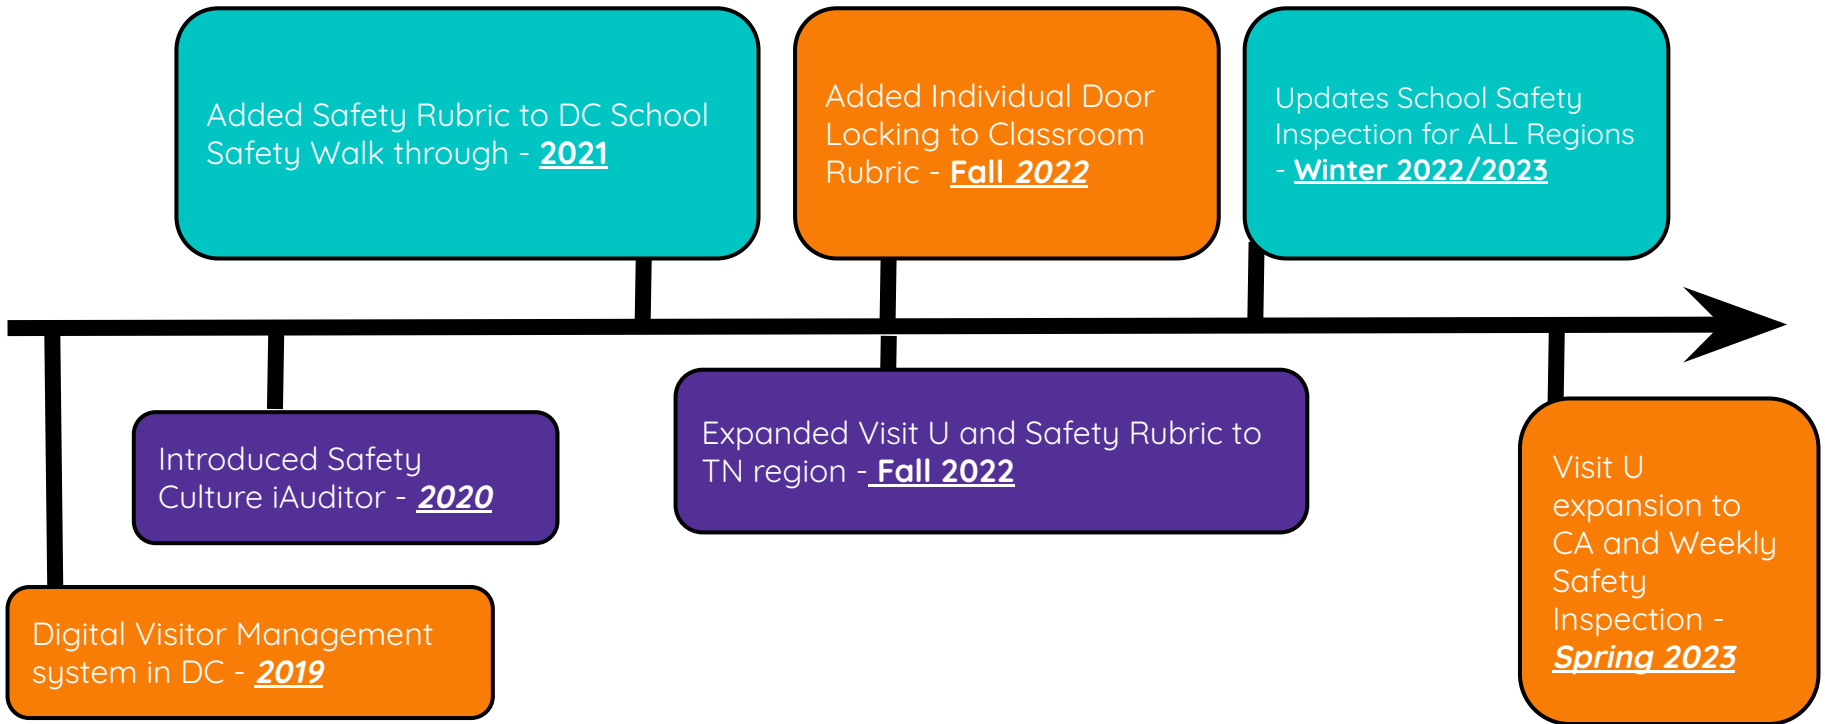 Added Safety Rubric to DC School
Safety Walk through - 2021
Added Individual Door
Locking to Classroom
Rubric - Fall 2022
Updates School Safety
Inspection for ALL Regions
- Winter 2022/2023
Introduced Safety
Culture iAuditor - 2020
Expanded Visit U and Safety Rubric to
TN region - Fall 2022
Visit U
expansion to
CA and Weekly
Safety
Inspection -
Spring 2023
Digital Visitor Management
system in DC - 2019